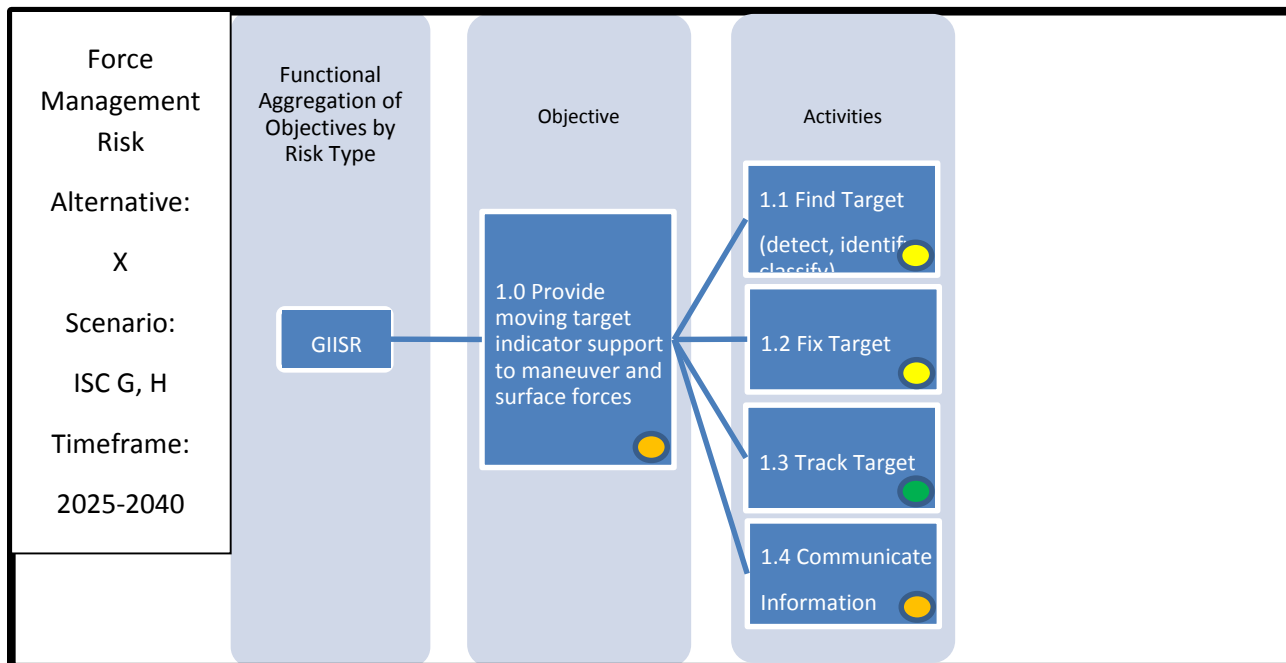 Force
Management
Risk
Alternative:
X
Scenario:
ISC G, H
Timeframe:
2025-2040
Functional
Aggregation of
Objectives by
Risk Type
GIISR
Objective
1.0 Provide
moving target
indicator support
to maneuver and
surface forces
Activities
1.1 Find Target
(detect, identify
classify)
1.2 Fix Target
1.3 Track Target
1.4 Communicate
Information